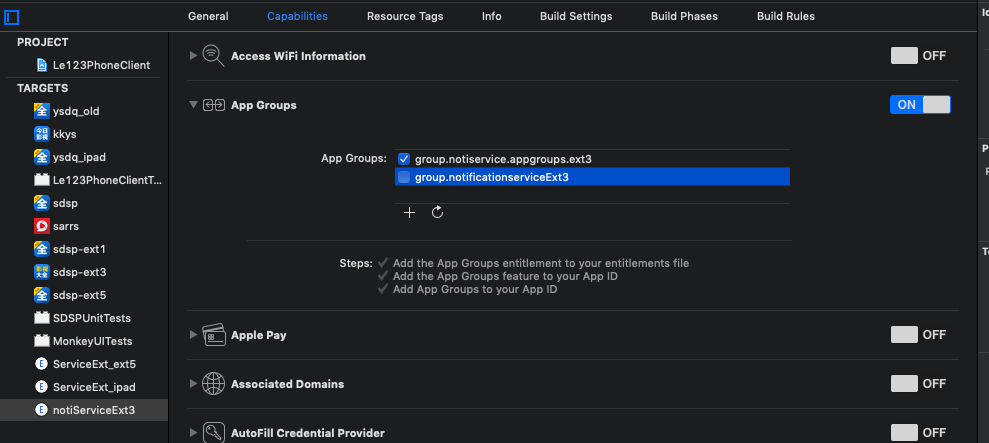 General Capabilities Resource Tags Info Build Settings Build Phases Build Rules
PROJECT
Le123PhoneClient
TARGETS
ysdq_old
kkys
ysdq_ipad
Le123PhoneClientT...
sdsp
sarrs
sdsp-ext1
sdsp-ext3
sdsp-ext5
SDSPUnitTests
MonkeyUITests
ServiceExt_ext5
ServiceExt_ipad
notiServiceExt3
Access WiFi Information OFF
App Groups ON
App Groups: group.notiservice.appgroups.ext3
group.notificationserviceExt3
Steps: Add the App Groups entitlement to your entitlements file
Add the App Groups feature to your App ID
Add App Groups to your App ID
Apple Pay OFF
Associated Domains OFF
AutoFill Credential Provider OFF